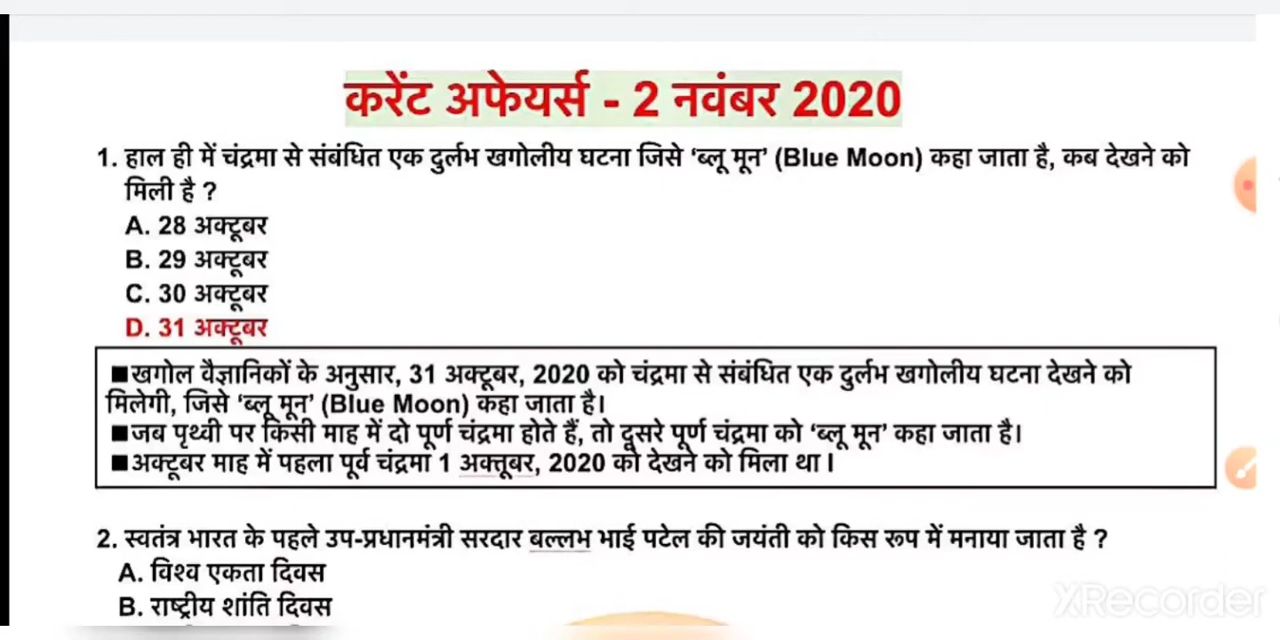 करेंट अफेयर्स - 2 नवंबर 2020
1. हाल ही में चंद्रमा से संबंधित एक दुर्लभ खगोलीय घटना जिसे ‘ब्लू मून’ (Blue Moon) कहा जाता है, कब देखने को
मिली है ?
A. 28 अक्टूबर
B. 29 अक्टूबर
C. 30 अक्टूबर
D. 31 अक्टूबर
■खगोल वैज्ञानिकों के अनुसार, 31 अक्टूबर, 2020 को चंद्रमा से संबंधित एक दुर्लभ खगोलीय घटना देखने को
मिलेगी, जिसे ‘ब्लू मून’ (Blue Moon) कहा जाता है।
■जब पृथ्वी पर किसी माह में दो पूर्ण चंद्रमा होते हैं, तो दूसरे पूर्ण चंद्रमा को ‘ब्लू मून’ कहा जाता है।
■अक्टूबर माह में पहला पूर्व चंद्रमा 1 अक्तूबर, 2020 को देखने को मिला था ।
2. स्वतंत्र भारत के पहले उप-प्रधानमंत्री सरदार बल्लभ भाई पटेल की जयंती को किस रूप में मनाया जाता है ?
A. विश्व एकता दिवस
B. राष्ट्रीय शांति दिवस
XRecorder